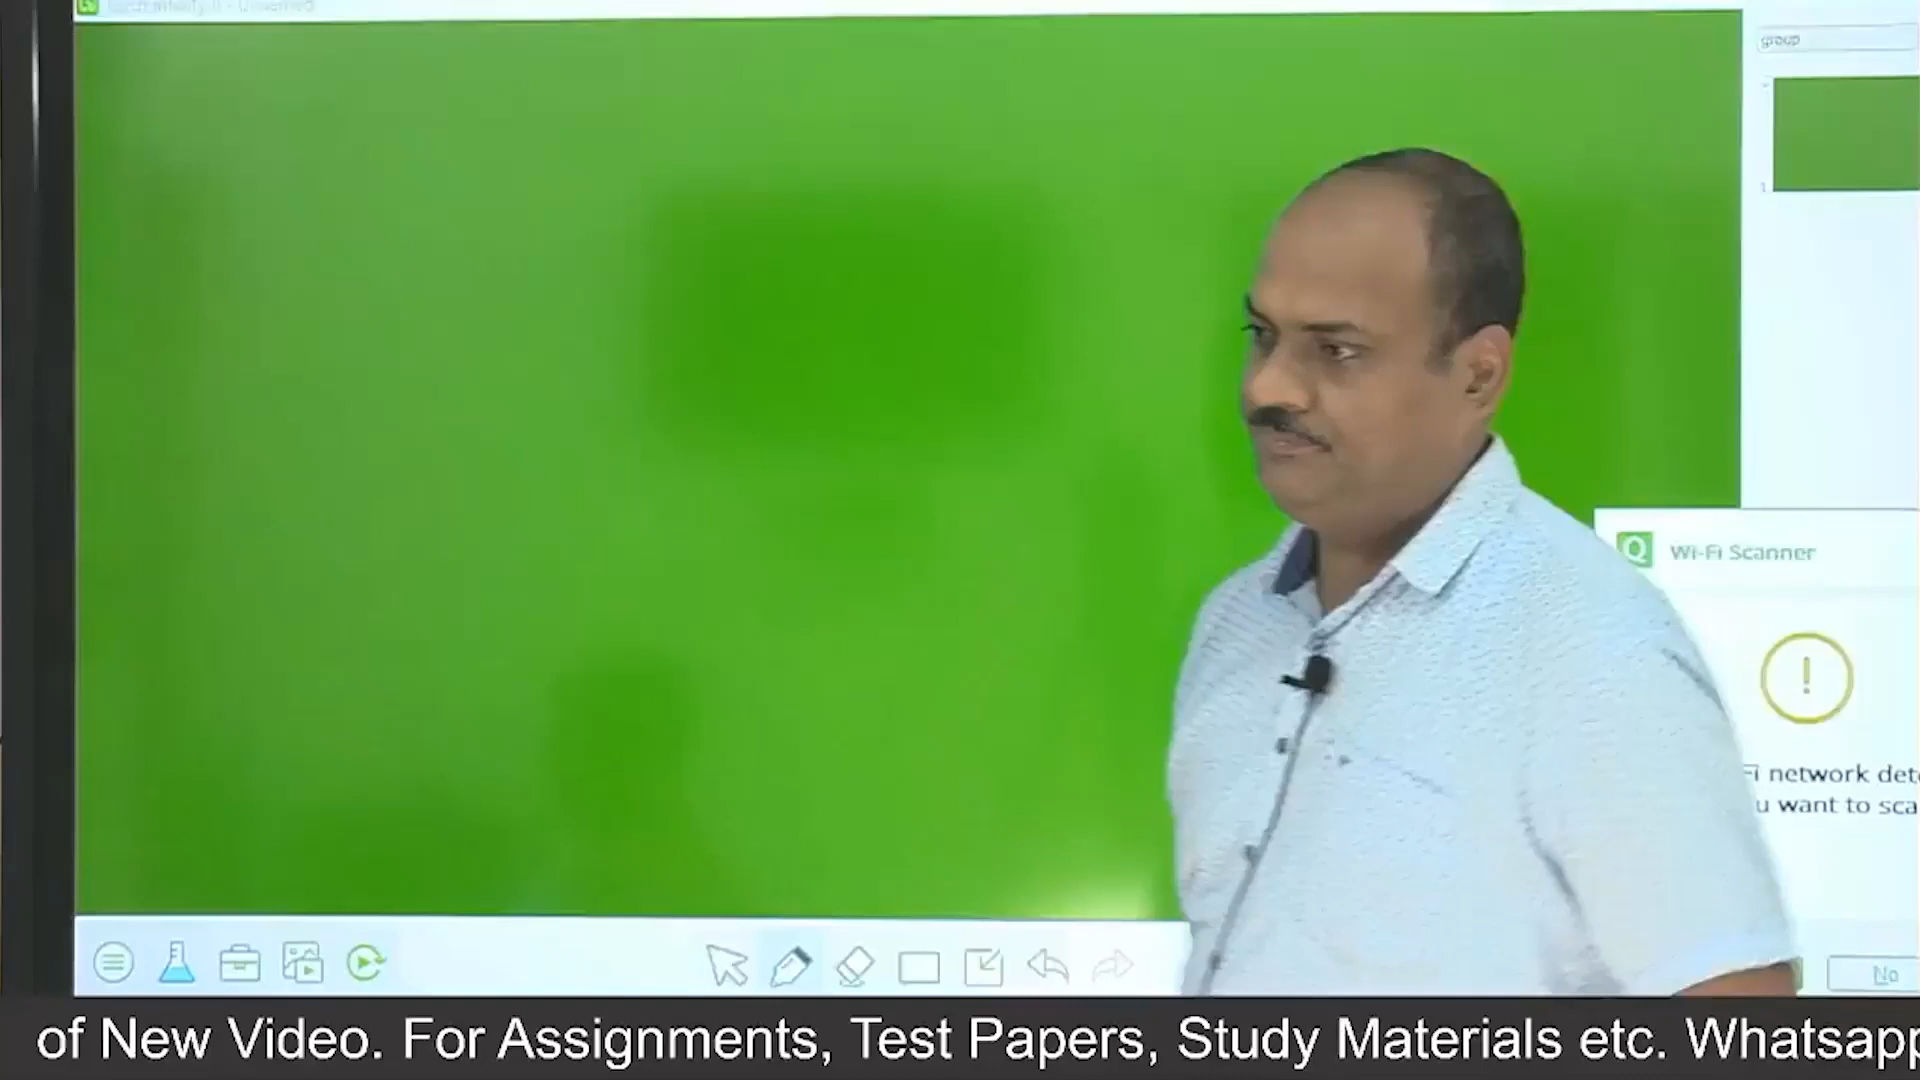 group
Wi-Fi Scanner
!
Fi network det
u want to sca
No
of New Video. For Assignments, Test Papers, Study Materials etc. Whatsapp